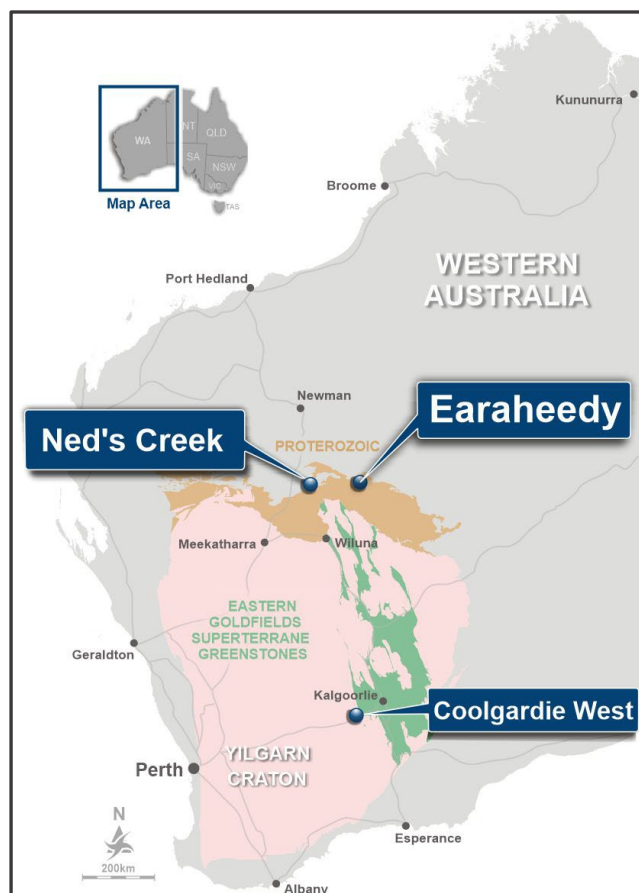 Kununurra
WA
NT
QLD
SA
NSW
VIC
TAS
Map Area
Broome
WESTERN
AUSTRALIA
Port Hedland
Newman
Earaheedy
Ned's Creek
PROTEROZOIC
Meekatharra
Wiluna
EASTERN
GOLDFIELDS
SUPERTERRANE
GREENSTONES
Geraldton
Kalgoorlie
Coolgardie West
YILGARN
CRATON
Perth
N
200km
Esperance
Albany